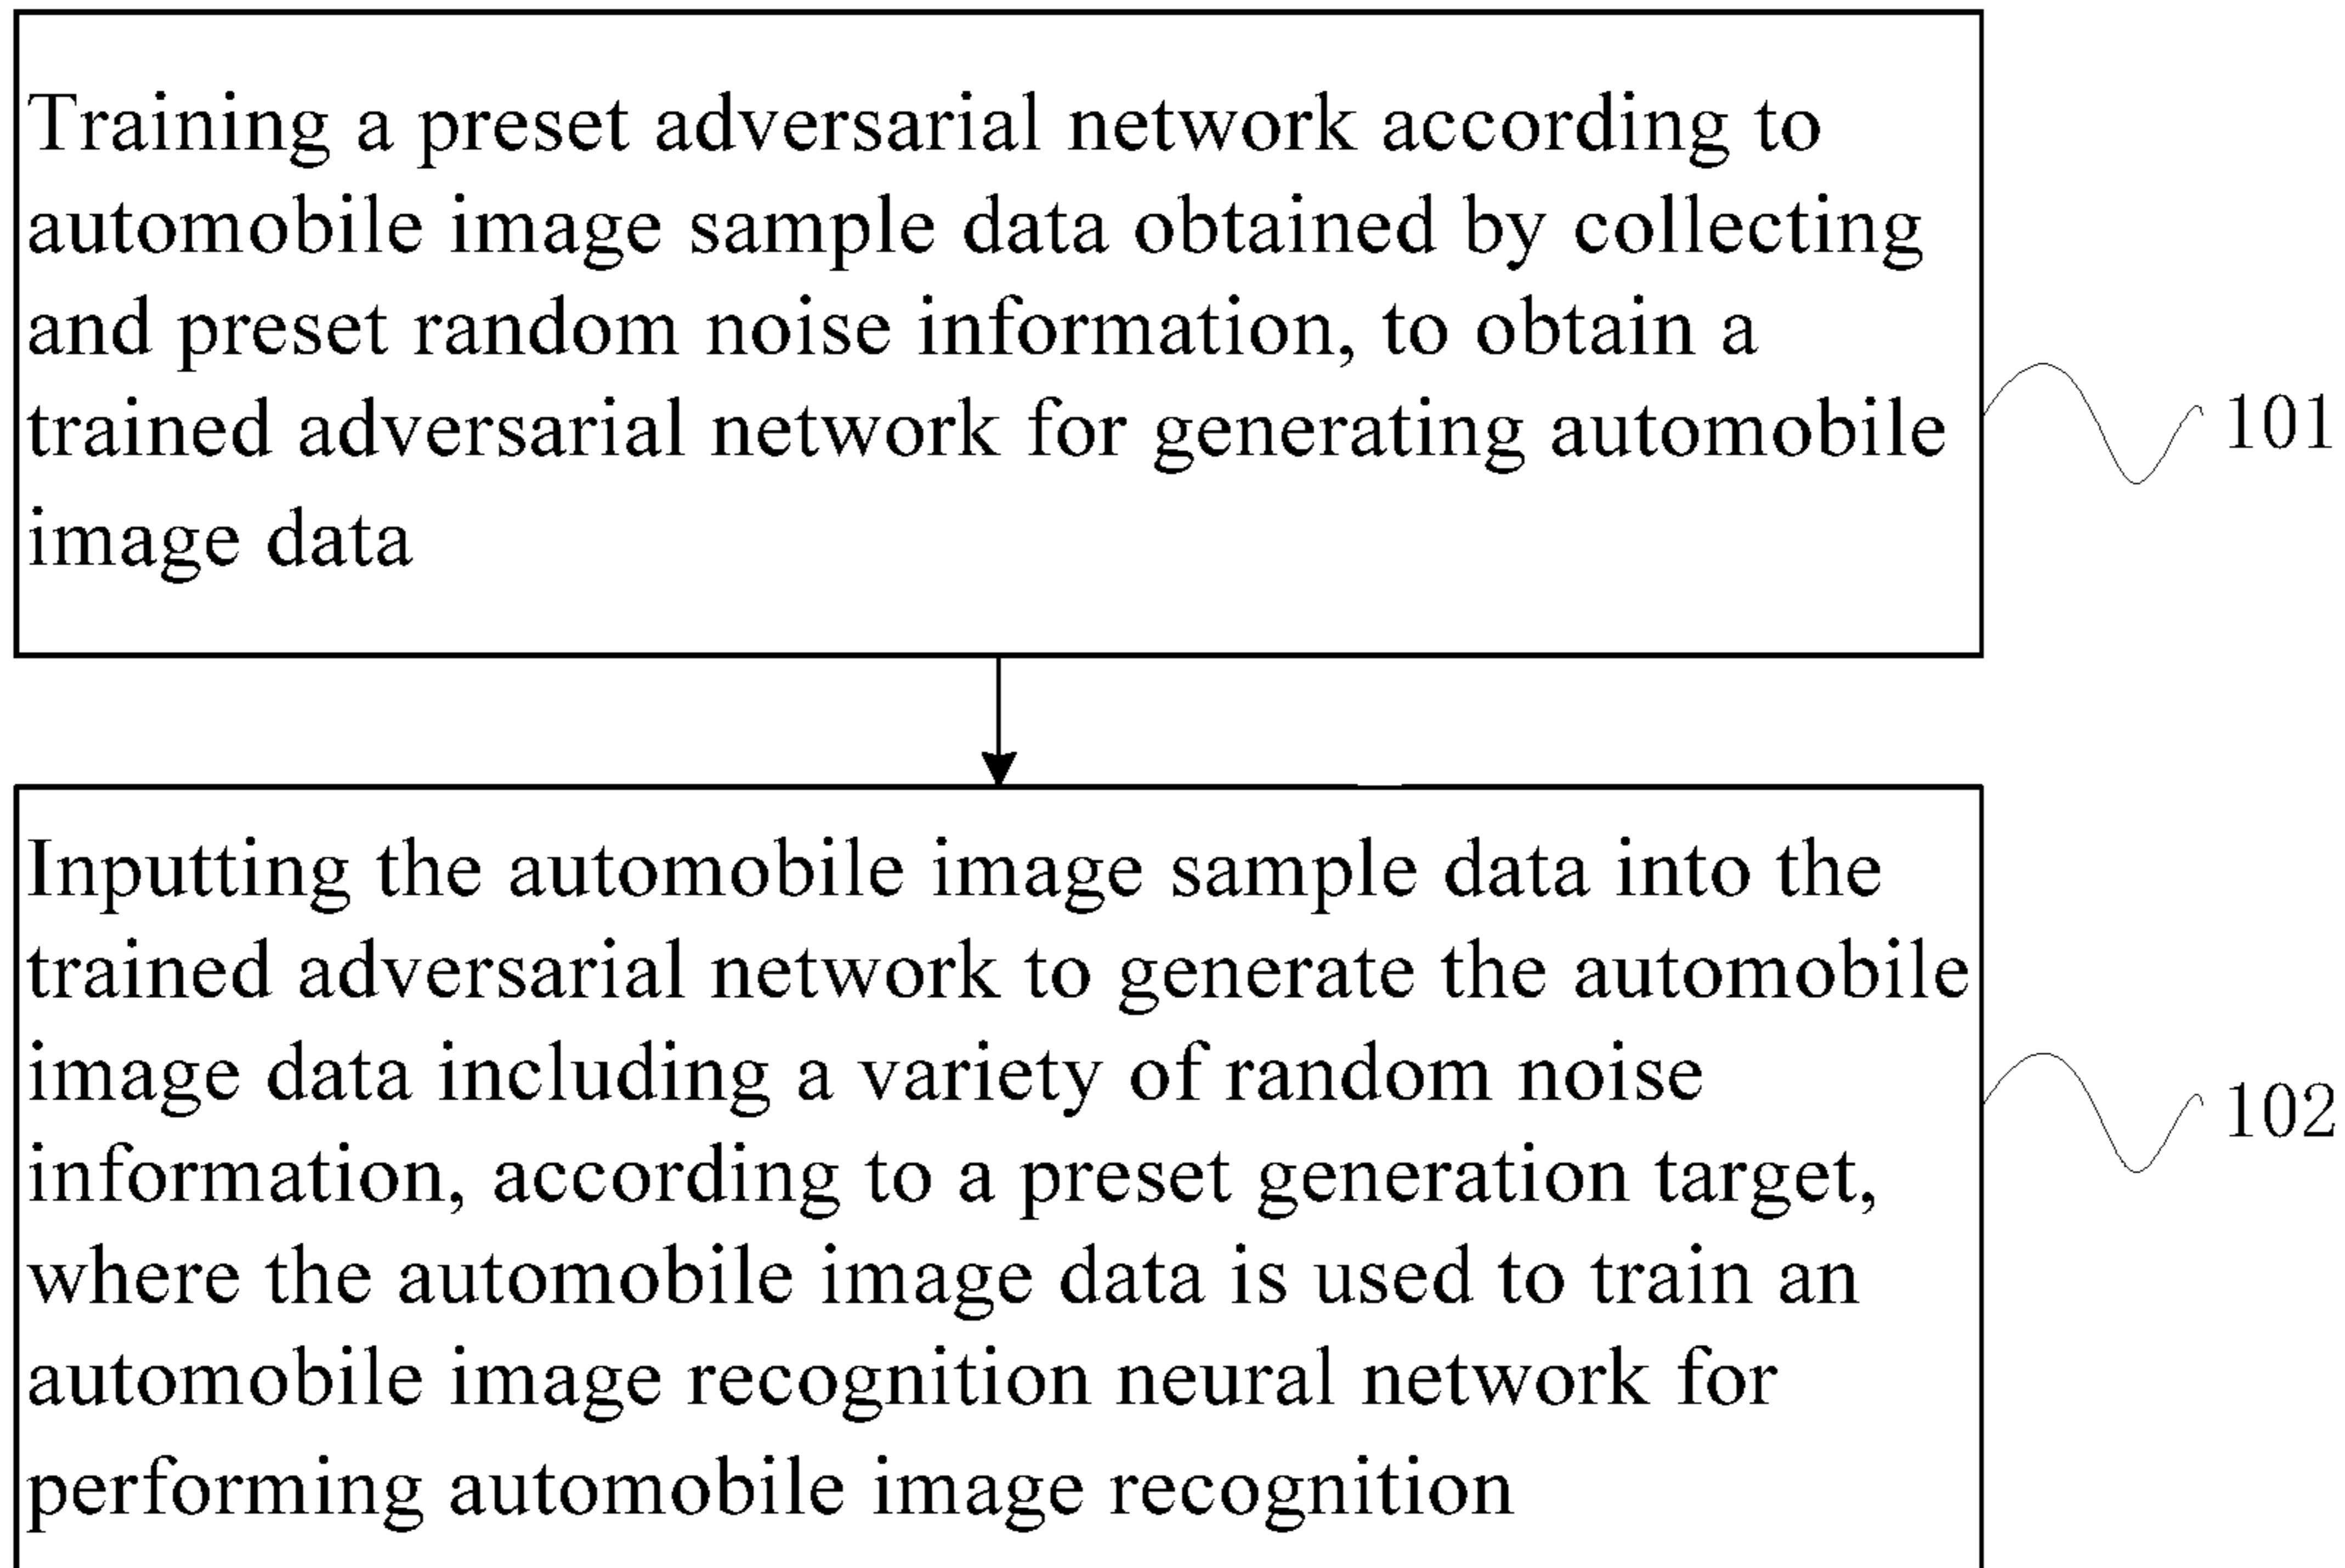 Training a preset adversarial network according to
automobile image sample data obtained by collecting
and preset random noise information, to obtain a
trained adversarial network for generating automobile
image data
101
Inputting the automobile image sample data into the
trained adversarial network to generate the automobile
image data including a variety of random noise
information, according to a preset generation target,
where the automobile image data is used to train an
automobile image recognition neural network for
performing automobile image recognition
102